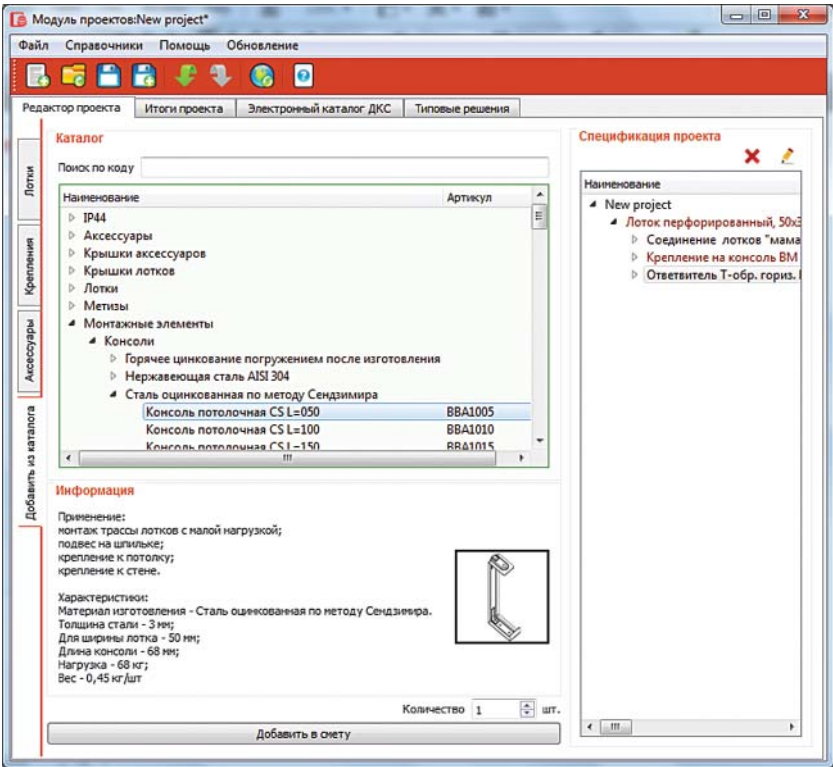 Модуль проектов:New project*
Файл Справочники Помощь Обновление
Редактор проекта Итоги проекта Электронный каталог ДКС Типовые решения
Лотки
Крепления
Аксессуары
Добавить из каталога
Каталог
Поиск по коду
Наименование Артикул
IP44
Аксессуары
Крышки аксессуаров
Крышки лотков
Лотки
Метизы
Монтажные элементы
Консоли
Горячее цинкование погружением после изготовления
Нержавеющая сталь AISI 304
Сталь оцинкованная по методу Сендзимира
Консоль потолочная CS L=050 BBA1005
Консоль потолочная CS L=100 BBA1010
Консоль потолочная CS L=150 BBA1015
Информация
Применение:
монтаж трассы лотков с малой нагрузкой;
подвес на шпильке;
крепление к потолку;
крепление к стене.
Характеристики:
Материал изготовления - Сталь оцинкованная по методу Сендзимира.
Толщина стали - 3 мм;
Для ширины лотка - 50 мм;
Длина консоли - 68 мм;
Нагрузка - 68 кг;
Вес - 0,45 кг/шт
Количество 1 шт.
Добавить в смету
Спецификация проекта
Наименование
New project
Лоток перфорированный, 50x3
Соединение лотков "мама
Крепление на консоль ВМ
Ответвитель Т-обр. гориз.